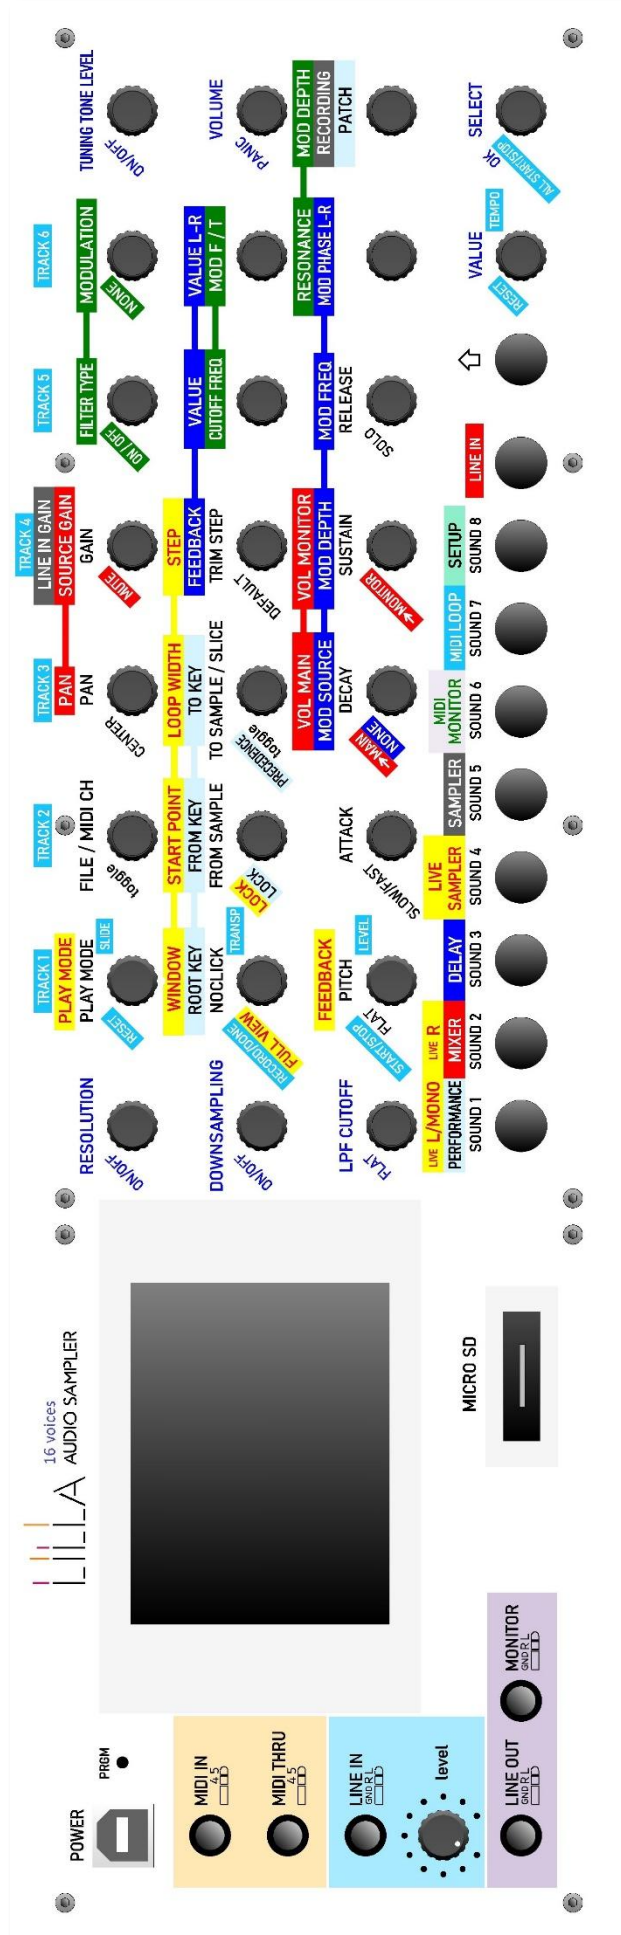 POWER
PRGM
MIDI IN
4 5
MIDI THRU
4 5
LINE IN
GND R L
level
LINE OUT
GND R L
MONITOR
GND R L
LILLA
16 voices
AUDIO SAMPLER
MICRO SD
RESOLUTION
ON/OFF
TRACK 1
PLAY MODE
PLAY MODE
SLIDE
RESET
TRACK 2
FILE / MIDI CH
toggle
TRACK 3
PAN
PAN
CENTER
TRACK 4
LINE IN GAIN
SOURCE GAIN
GAIN
MUTE
TRACK 5
FILTER TYPE
ON / OFF
TRACK 6
MODULATION
NONE
TUNING TONE LEVEL
ON/OFF
DOWNSAMPLING
ON/OFF
WINDOW
ROOT KEY
NOCLICK
TRANSP
FULL VIEW
RECORD/DONE
START POINT
FROM KEY
FROM SAMPLE
LOCK
LOCK
LOOP WIDTH
TO KEY
TO SAMPLE / SLICE
toggle
PRECEDENCE
STEP
FEEDBACK
TRIM STEP
DEFAULT
VALUE
CUTOFF FREQ
VALUE L-R
MOD F / T
VOLUME
PANIC
LPF CUTOFF
FLAT
FEEDBACK
PITCH
LEVEL
FLAT
START/STOP
ATTACK
SLOW/FAST
VOL MAIN
MOD SOURCE
DECAY
NONE
→MAIN
VOL MONITOR
MOD DEPTH
SUSTAIN
→MONITOR
MOD FREQ
RELEASE
SOLO
RESONANCE
MOD PHASE L-R
MOD DEPTH
RECORDING
PATCH
LIVE L/MONO
PERFORMANCE
SOUND 1
LIVE R
MIXER
SOUND 2
DELAY
SOUND 3
LIVE
SAMPLER
SOUND 4
SAMPLER
SOUND 5
MIDI
MONITOR
SOUND 6
MIDI LOOP
SOUND 7
SETUP
SOUND 8
LINE IN
VALUE
TEMPO
RESET
SELECT
OK
ALL START/STOP